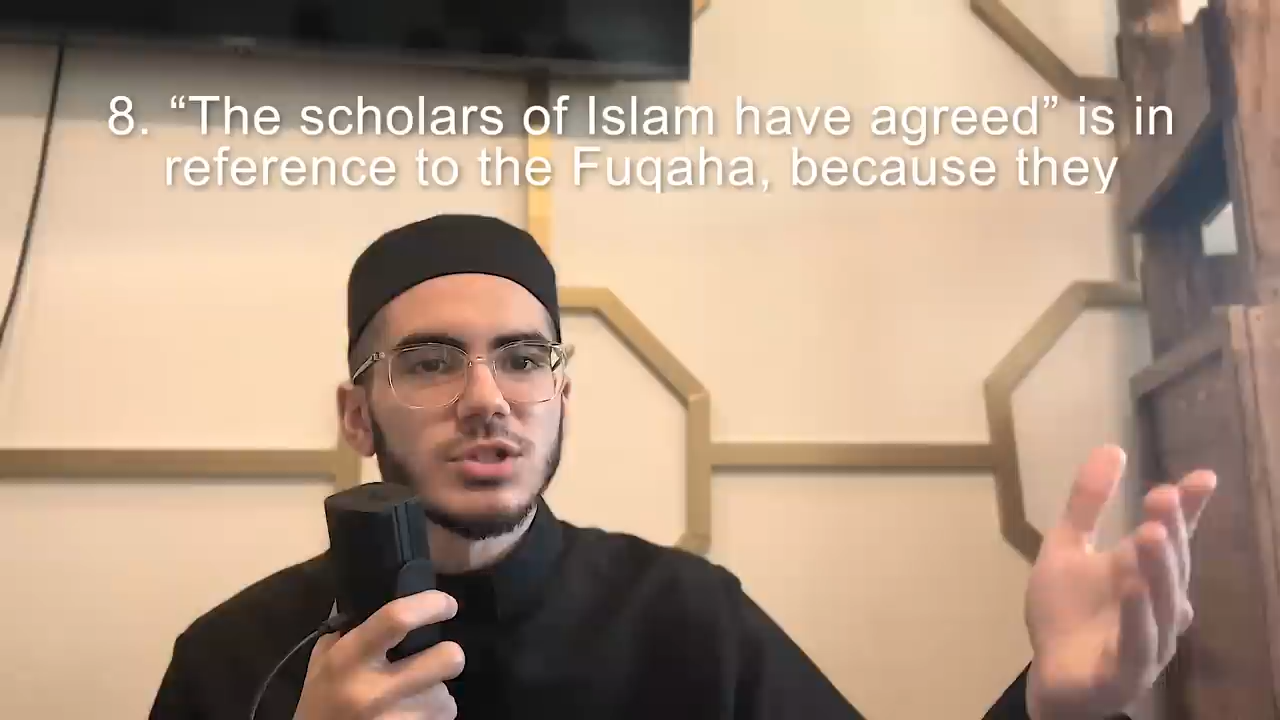 8. “The scholars of Islam have agreed” is in
reference to the Fuqaha, because they